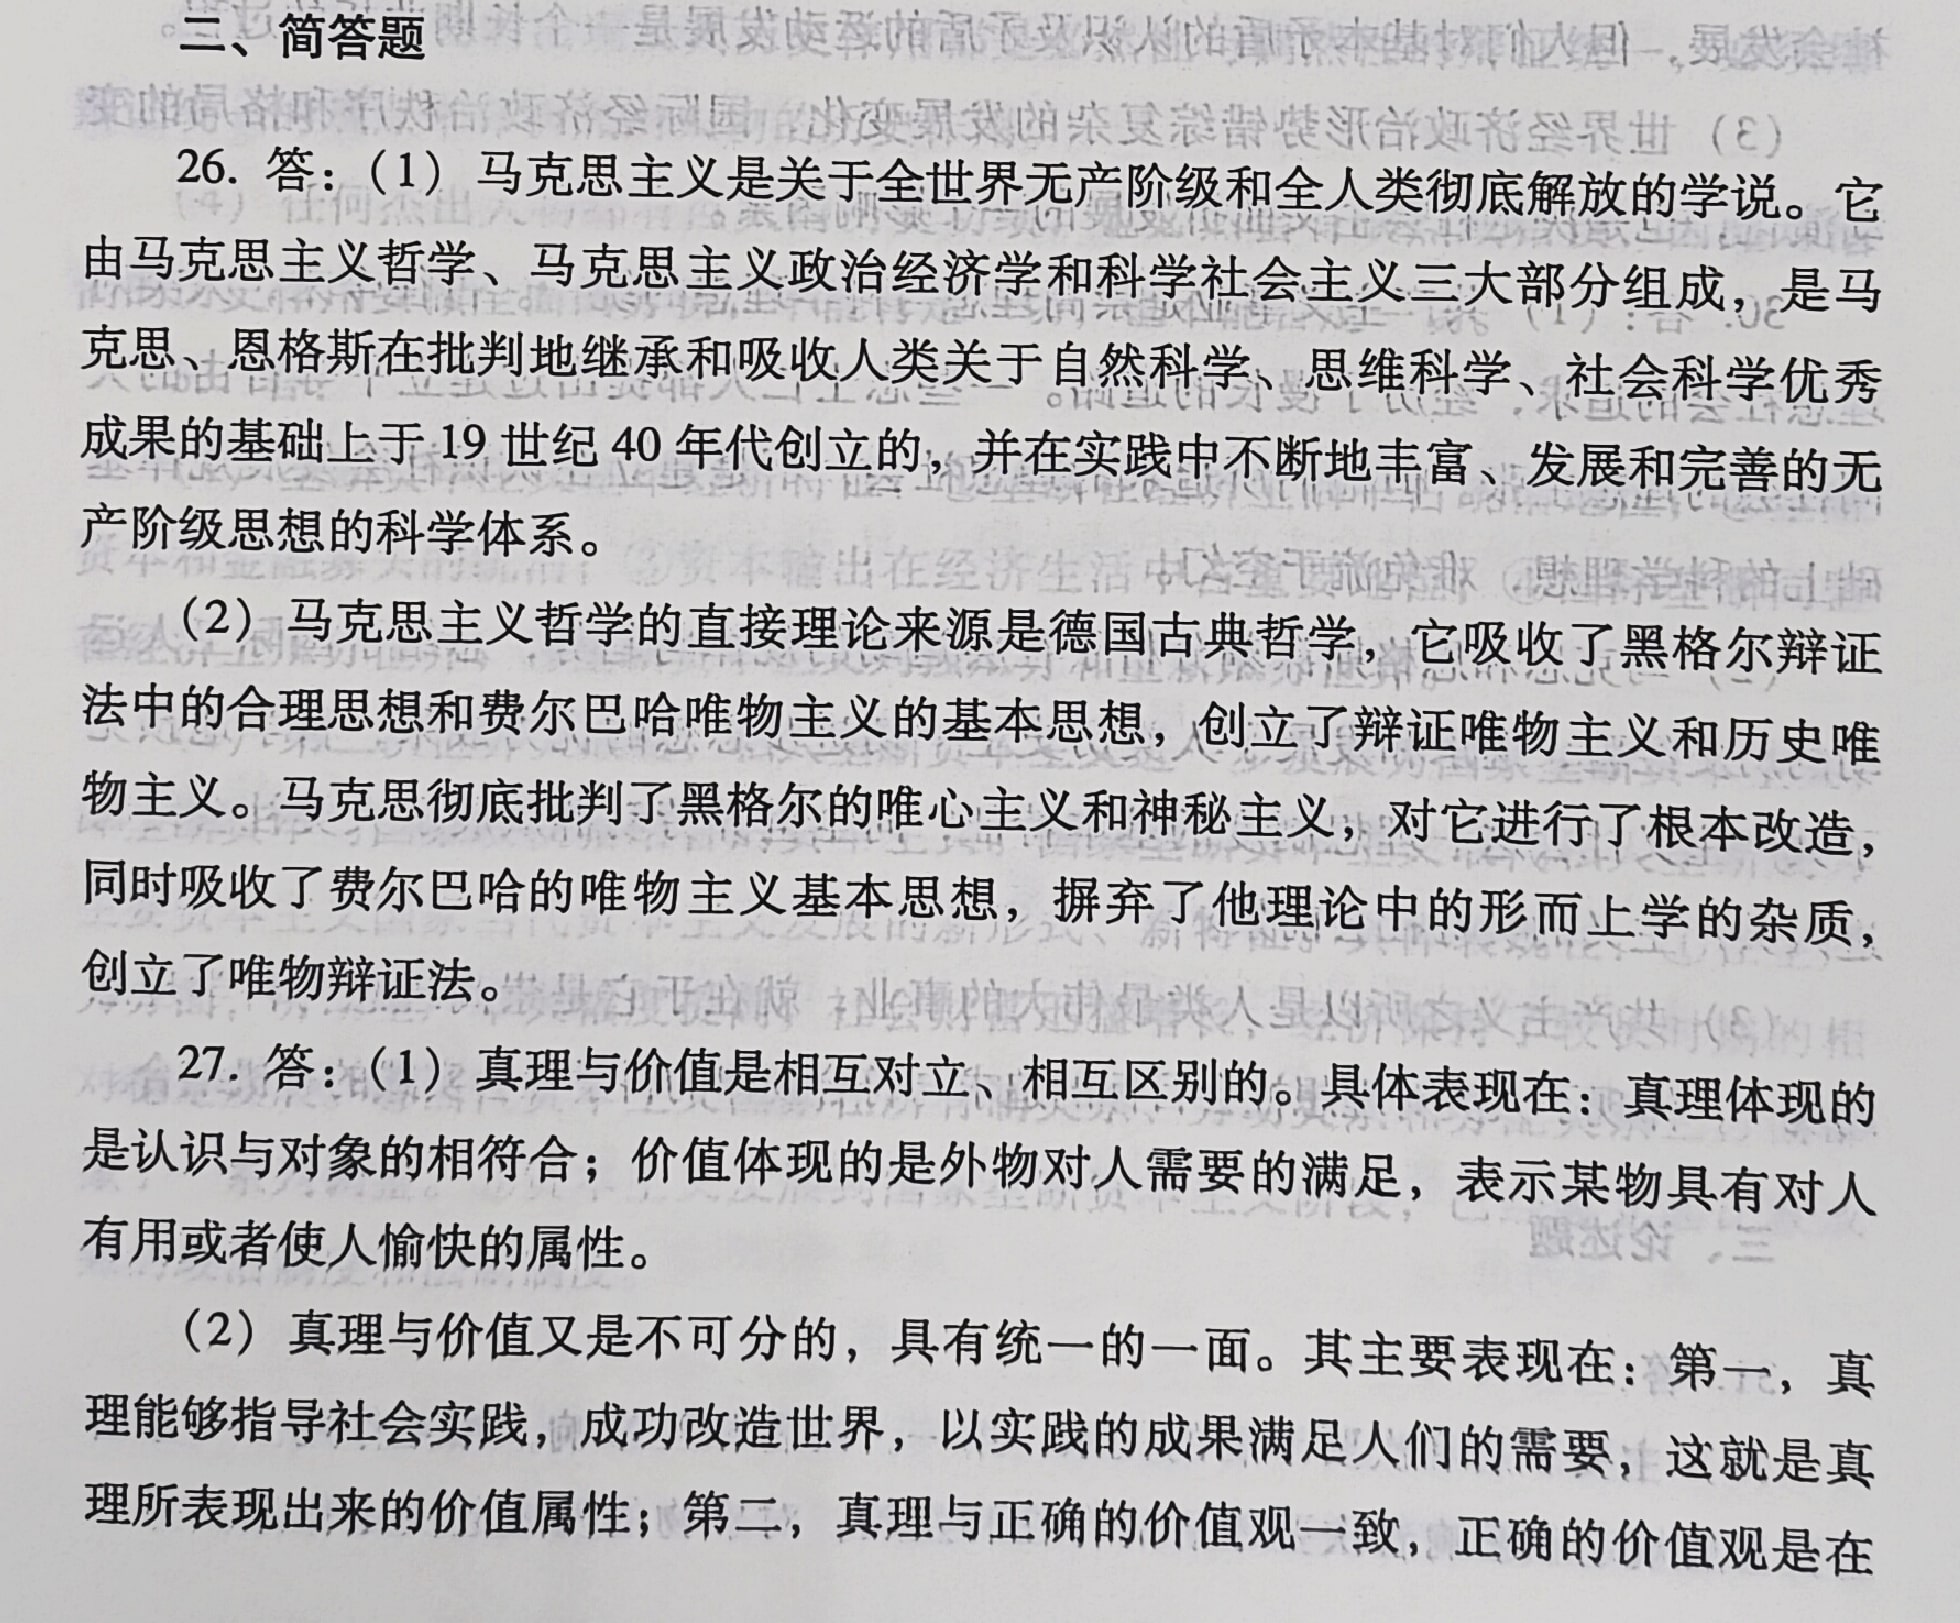 二、简答题
26. 答：（1）马克思主义是关于全世界无产阶级和全人类彻底解放的学说。它
由马克思主义哲学、马克思主义政治经济学和科学社会主义三大部分组成，是马
克思、恩格斯在批判地继承和吸收人类关于自然科学、思维科学、社会科学优秀
成果的基础上于 19 世纪 40 年代创立的，并在实践中不断地丰富、发展和完善的无
产阶级思想的科学体系。
（2）马克思主义哲学的直接理论来源是德国古典哲学，它吸收了黑格尔辩证
法中的合理思想和费尔巴哈唯物主义的基本思想，创立了辩证唯物主义和历史唯
物主义。马克思彻底批判了黑格尔的唯心主义和神秘主义，对它进行了根本改造，
同时吸收了费尔巴哈的唯物主义基本思想，摒弃了他理论中的形而上学的杂质，
创立了唯物辩证法。
27. 答：（1）真理与价值是相互对立、相互区别的。具体表现在：真理体现的
是认识与对象的相符合；价值体现的是外物对人需要的满足，表示某物具有对人
有用或者使人愉快的属性。
（2）真理与价值又是不可分的，具有统一的一面。其主要表现在：第一，真
理能够指导社会实践，成功改造世界，以实践的成果满足人们的需要，这就是真
理所表现出来的价值属性；第二，真理与正确的价值观一致，正确的价值观是在